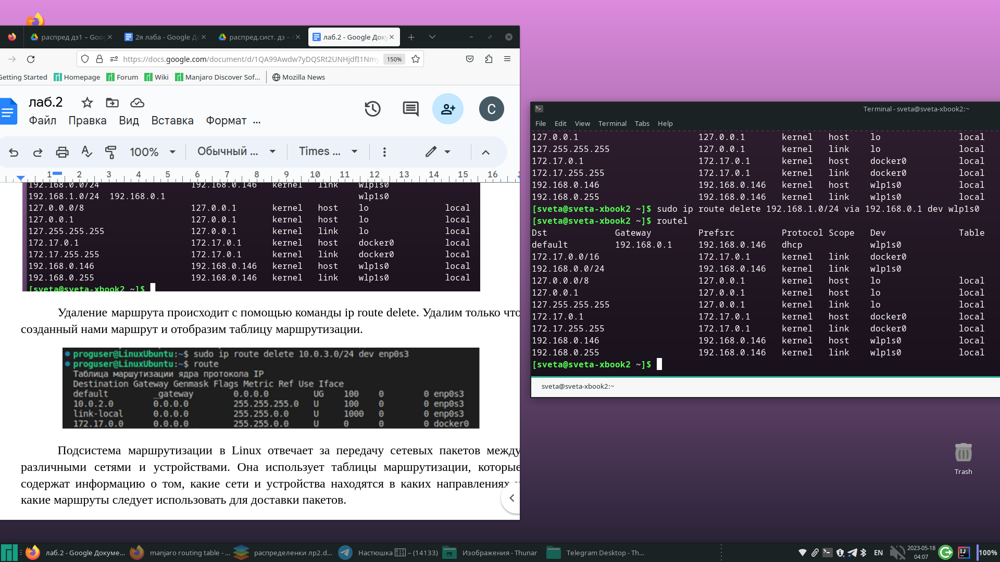 распред дз1 – Goog
2я лаба - Google До
распред.сист. дз –
лаб.2 - Google Доку
https://docs.google.com/document/d/1QA99Awdw7yDQSRt2UNHjdfI1Nmy
150%
Getting Started
Homepage
Forum
Wiki
Manjaro Discover Sof...
Mozilla News
лаб.2
C
Файл Правка Вид Вставка Формат ...
100% Обычный ... Times ...
1 2 3 4 5 6 7 8 9 10 11 12 13 14 15 16
192.168.0.0/24 192.168.0.146 kernel link wlp1s0
192.168.1.0/24 192.168.0.1 wlp1s0
127.0.0.0/8 127.0.0.1 kernel host lo local
127.0.0.1 127.0.0.1 kernel host lo local
127.255.255.255 127.0.0.1 kernel link lo local
172.17.0.1 172.17.0.1 kernel host docker0 local
172.17.255.255 172.17.0.1 kernel link docker0 local
192.168.0.146 192.168.0.146 kernel host wlp1s0 local
192.168.0.255 192.168.0.146 kernel link wlp1s0 local
[sveta@sveta-xbook2 ~]$
Удаление маршрута происходит с помощью команды ip route delete. Удалим только что
созданный нами маршрут и отобразим таблицу маршрутизации.
proguser@LinuxUbuntu:~$ sudo ip route delete 10.0.3.0/24 dev enp0s3
proguser@LinuxUbuntu:~$ route
Таблица маршутизации ядра протокола IP
Destination Gateway Genmask Flags Metric Ref Use Iface
default _gateway 0.0.0.0 UG 100 0 0 enp0s3
10.0.2.0 0.0.0.0 255.255.255.0 U 100 0 0 enp0s3
link-local 0.0.0.0 255.255.0.0 U 1000 0 0 enp0s3
172.17.0.0 0.0.0.0 255.255.0.0 U 0 0 0 docker0
Подсистема маршрутизации в Linux отвечает за передачу сетевых пакетов между
различными сетями и устройствами. Она использует таблицы маршрутизации, которые
содержат информацию о том, какие сети и устройства находятся в каких направлениях
какие маршруты следует использовать для доставки пакетов.
Terminal - sveta@sveta-xbook2:~
File Edit View Terminal Tabs Help
127.0.0.1 127.0.0.1 kernel host lo local
127.255.255.255 127.0.0.1 kernel link lo local
172.17.0.1 172.17.0.1 kernel host docker0 local
172.17.255.255 172.17.0.1 kernel link docker0 local
192.168.0.146 192.168.0.146 kernel host wlp1s0 local
192.168.0.255 192.168.0.146 kernel link wlp1s0 local
[sveta@sveta-xbook2 ~]$ sudo ip route delete 192.168.1.0/24 via 192.168.0.1 dev wlp1s0
[sveta@sveta-xbook2 ~]$ routel
Dst Gateway Prefsrc Protocol Scope Dev Table
default 192.168.0.1 192.168.0.146 dhcp wlp1s0
172.17.0.0/16 172.17.0.1 kernel link docker0
192.168.0.0/24 192.168.0.146 kernel link wlp1s0
127.0.0.0/8 127.0.0.1 kernel host lo local
127.0.0.1 127.0.0.1 kernel host lo local
127.255.255.255 127.0.0.1 kernel link lo local
172.17.0.1 172.17.0.1 kernel host docker0 local
172.17.255.255 172.17.0.1 kernel link docker0 local
192.168.0.146 192.168.0.146 kernel host wlp1s0 local
192.168.0.255 192.168.0.146 kernel link wlp1s0 local
[sveta@sveta-xbook2 ~]$
sveta@sveta-xbook2:~
Trash
лаб.2 - Google Докуме...
manjaro routing table - ...
распределенки лр2.d...
Настюшка – (14133)
Изображения - Thunar
Telegram Desktop - Th...
EN
2023-05-18
04:07
IJ
100%